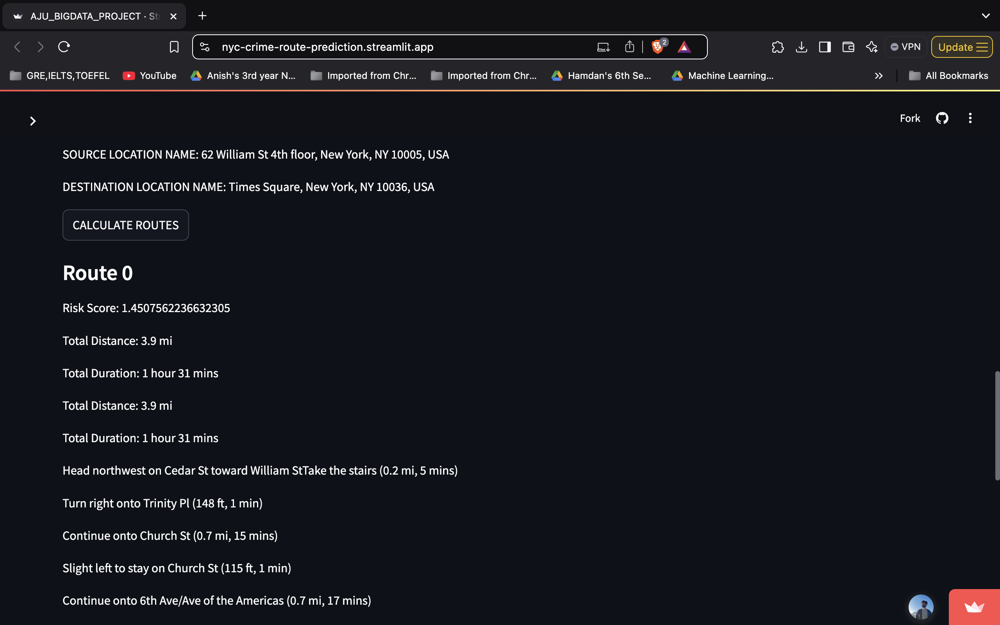 AJU_BIGDATA_PROJECT · St
nyc-crime-route-prediction.streamlit.app
2
VPN
Update
GRE,IELTS,TOEFEL
YouTube
Anish's 3rd year N...
Imported from Chr...
Imported from Chr...
Hamdan's 6th Se...
Machine Learning...
All Bookmarks
Fork
SOURCE LOCATION NAME: 62 William St 4th floor, New York, NY 10005, USA
DESTINATION LOCATION NAME: Times Square, New York, NY 10036, USA
CALCULATE ROUTES
Route 0
Risk Score: 1.4507562236632305
Total Distance: 3.9 mi
Total Duration: 1 hour 31 mins
Total Distance: 3.9 mi
Total Duration: 1 hour 31 mins
Head northwest on Cedar St toward William StTake the stairs (0.2 mi, 5 mins)
Turn right onto Trinity Pl (148 ft, 1 min)
Continue onto Church St (0.7 mi, 15 mins)
Slight left to stay on Church St (115 ft, 1 min)
Continue onto 6th Ave/Ave of the Americas (0.7 mi, 17 mins)